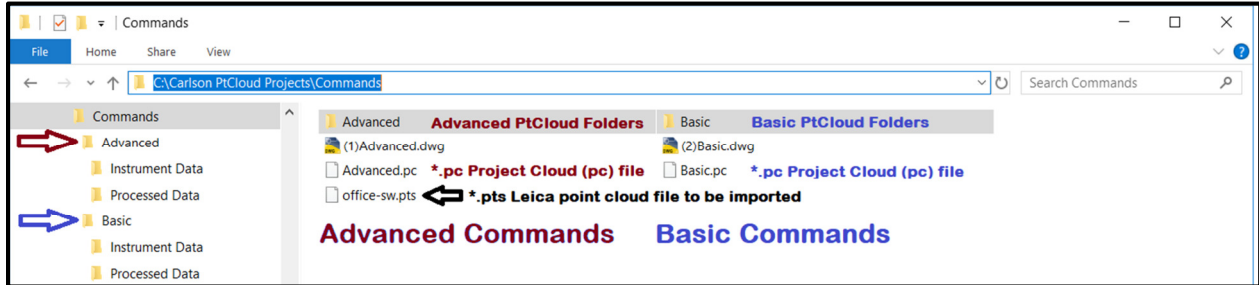 Commands
File Home Share View
C:\Carlson PtCloud Projects\Commands Search Commands
Commands
Advanced
Instrument Data
Processed Data
Basic
Instrument Data
Processed Data
Advanced Advanced PtCloud Folders Basic Basic PtCloud Folders
(1)Advanced.dwg (2)Basic.dwg
Advanced.pc *.pc Project Cloud (pc) file Basic.pc *.pc Project Cloud (pc) file
office-sw.pts *.pts Leica point cloud file to be imported
Advanced Commands Basic Commands